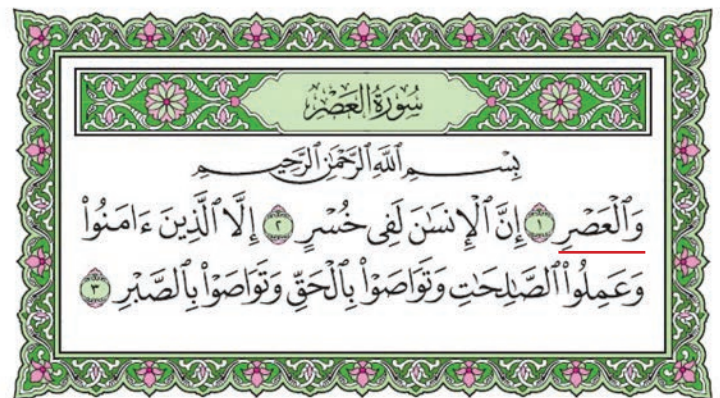 سُورَةُ العَصْرِ
بِسْمِ ٱللَّهِ ٱلرَّحْمَٰنِ ٱلرَّحِيمِ
وَٱلْعَصْرِ ١ إِنَّ ٱلْإِنسَٰنَ لَفِى خُسْرٍ ٢ إِلَّا ٱلَّذِينَ ءَامَنُوا۟
وَعَمِلُوا۟ ٱلصَّٰلِحَٰتِ وَتَوَاصَوْا۟ بِٱلْحَقِّ وَتَوَاصَوْا۟ بِٱلصَّبْرِ ٣